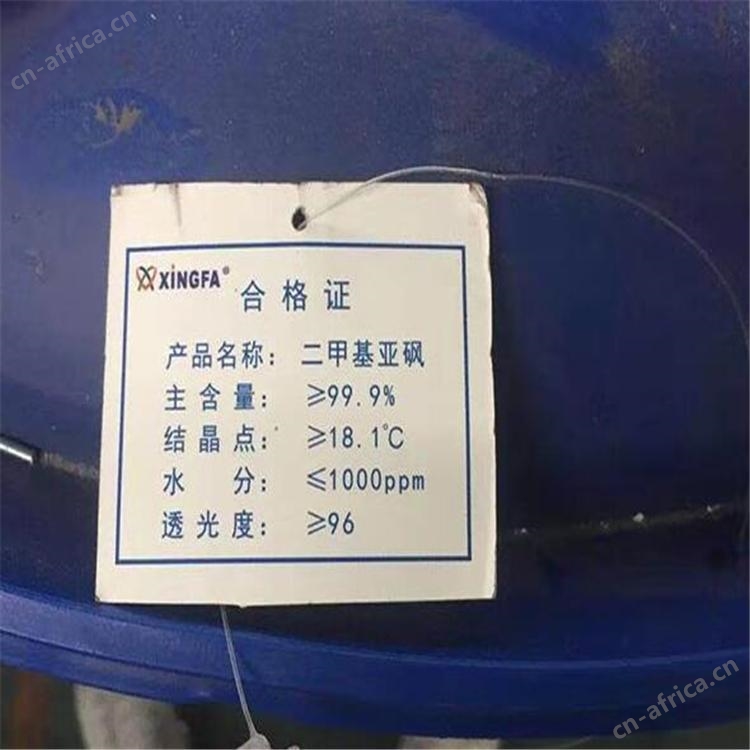 cn-africa.cn
XiNGFA® 合格证
产品名称：二甲基亚砜
主含量：≥99.9%
结晶点：≥18.1℃
水 分：≤1000ppm
透光度：≥96
cn-africa.cn